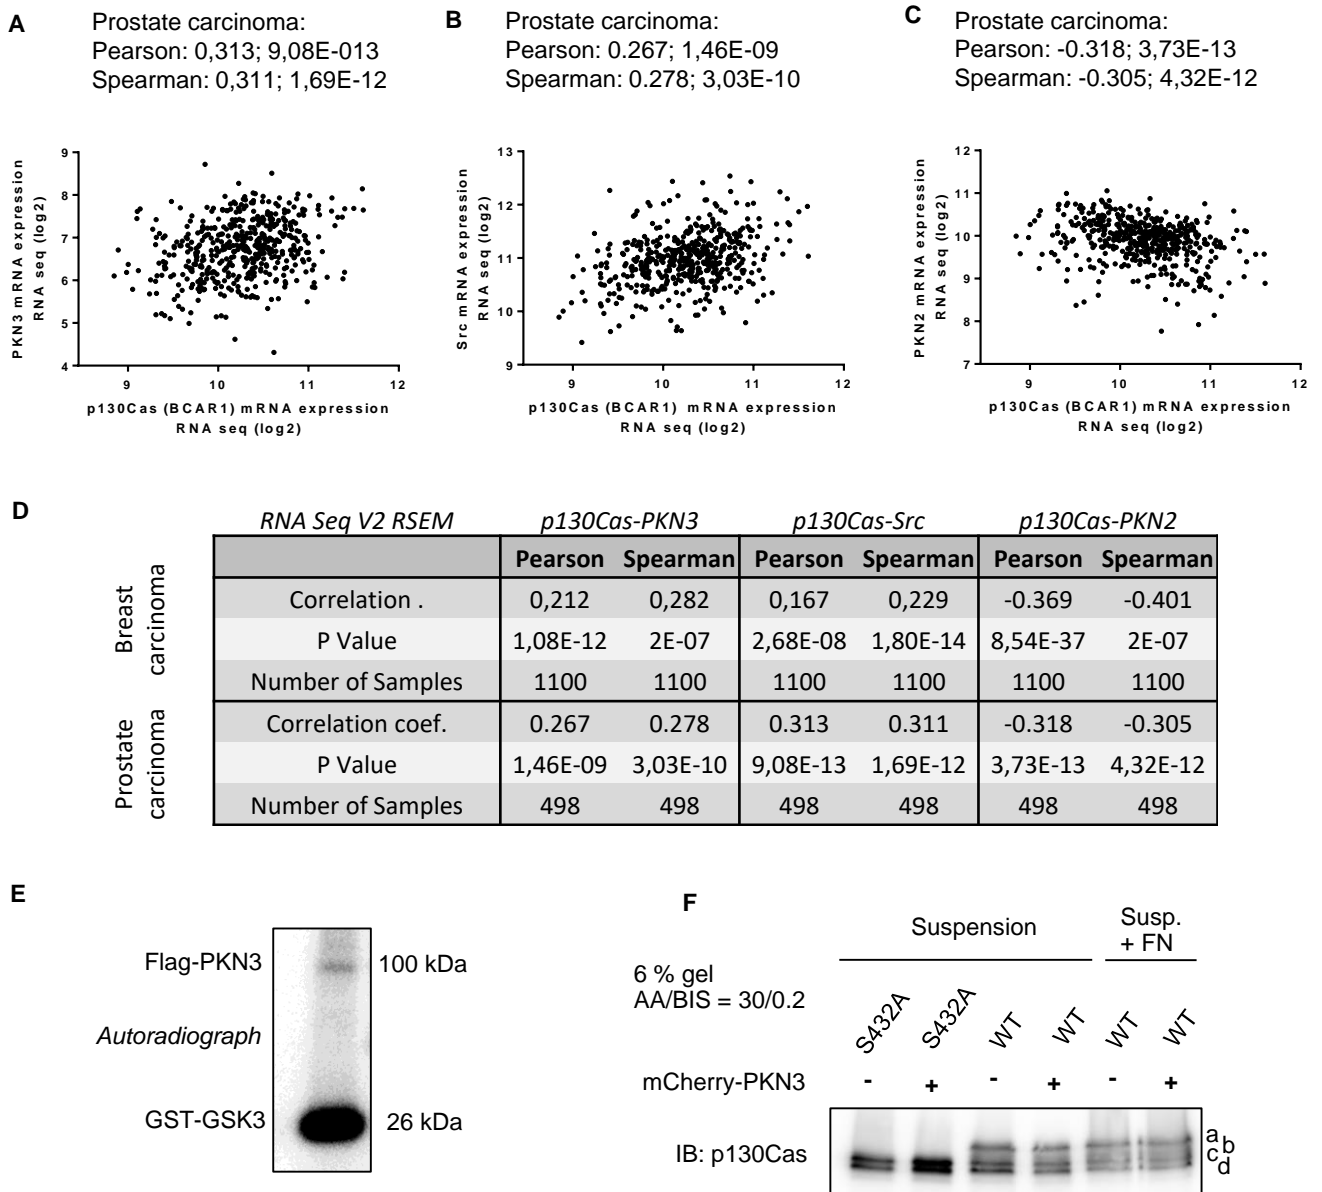 A
Prostate carcinoma:
Pearson: 0,313; 9,08E-013
Spearman: 0,311; 1,69E-12
PKN3 mRNA expression
RNA seq (log2)
9
8
7
6
5
4
9 10 11 12
p130Cas (BCAR1) mRNA expression
RNA seq (log2)
B
Prostate carcinoma:
Pearson: 0.267; 1,46E-09
Spearman: 0.278; 3,03E-10
Src mRNA expression
RNA seq (log2)
13
12
11
10
9
9 10 11 12
p130Cas (BCAR1) mRNA expression
RNA seq (log2)
C
Prostate carcinoma:
Pearson: -0.318; 3,73E-13
Spearman: -0.305; 4,32E-12
PKN2 mRNA expression
RNA seq (log2)
12
11
10
9
8
7
9 10 11 12
p130Cas (BCAR1) mRNA expression
RNA seq (log2)
D
RNA Seq V2 RSEM p130Cas-PKN3 p130Cas-Src p130Cas-PKN2
Pearson Spearman Pearson Spearman Pearson Spearman
Breast
carcinoma
Correlation . 0,212 0,282 0,167 0,229 -0.369 -0.401
P Value 1,08E-12 2E-07 2,68E-08 1,80E-14 8,54E-37 2E-07
Number of Samples 1100 1100 1100 1100 1100 1100
Prostate
carcinoma
Correlation coef. 0.267 0.278 0.313 0.311 -0.318 -0.305
P Value 1,46E-09 3,03E-10 9,08E-13 1,69E-12 3,73E-13 4,32E-12
Number of Samples 498 498 498 498 498 498
E
Flag-PKN3 100 kDa
Autoradiograph
GST-GSK3 26 kDa
F
Suspension
Susp.
+ FN
6 % gel
AA/BIS = 30/0.2
S432A S432A WT WT WT WT
mCherry-PKN3 - + - + - +
IB: p130Cas
a
b
c
d